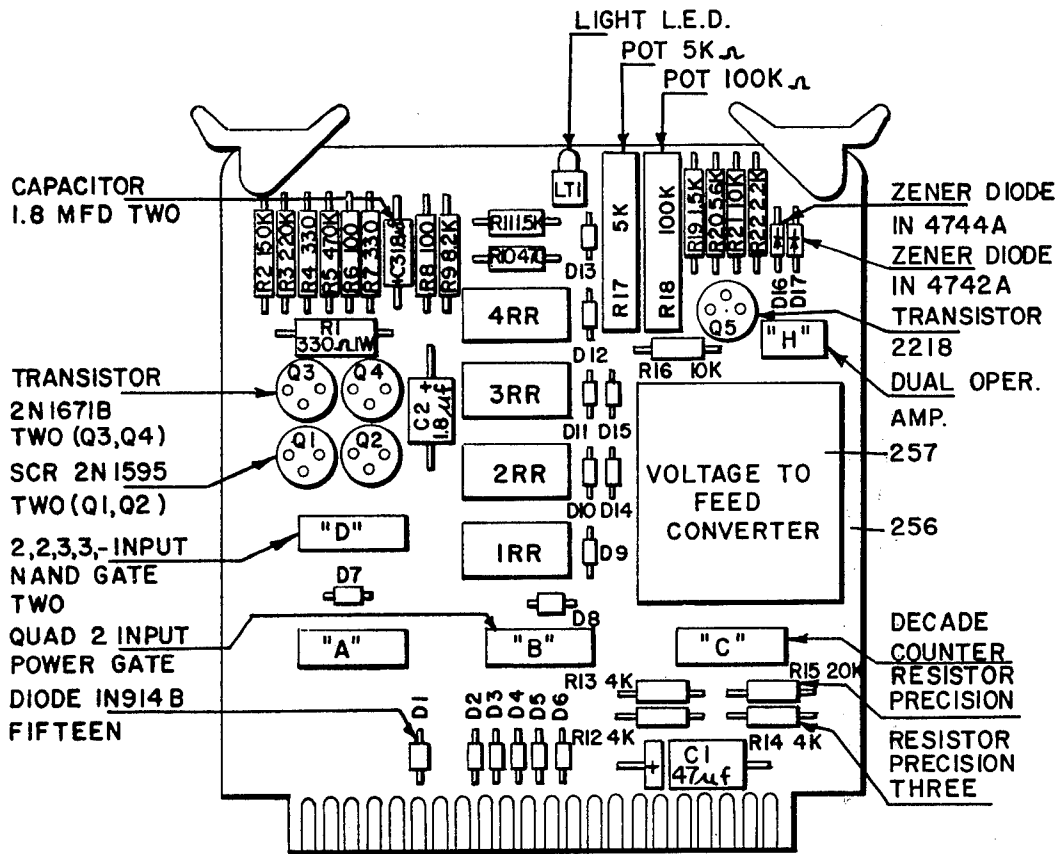 LIGHT L.E.D.
POT 5K Ω
POT 100K Ω
CAPACITOR
1.8 MFD TWO
TRANSISTOR
2N1671B
TWO (Q3,Q4)
SCR 2N1595
TWO (Q1,Q2)
2,2,3,3,-INPUT
NAND GATE
TWO
QUAD 2 INPUT
POWER GATE
DIODE IN914B
FIFTEEN
R2 150K
R3 220K
R4 330
R5 470K
R6 100
R7 330
C3 1.8µf
R8 100
R9 8.2K
R11 1.5K
R10 470
LT1
D13
R17 5K
R18 100K
R19 1.5K
R20 5.6K
R21 10K
R22 2.2K
D16
D17
R1
330Ω 1W
Q3
Q4
Q1
Q2
C2 +
1.8µf
4RR
3RR
2RR
1RR
D12
D11
D15
D10
D14
D9
R16 10K
Q5
"H"
VOLTAGE TO
FEED
CONVERTER
"D"
D7
D8
"A"
"B"
"C"
D1
D2
D3
D4
D5
D6
R13 4K
R15 20K
R12 4K
R14 4K
+
C1
47µf
ZENER DIODE
IN 4744A
ZENER DIODE
IN 4742A
TRANSISTOR
2218
DUAL OPER.
AMP.
257
256
DECADE
COUNTER
RESISTOR
PRECISION
RESISTOR
PRECISION
THREE